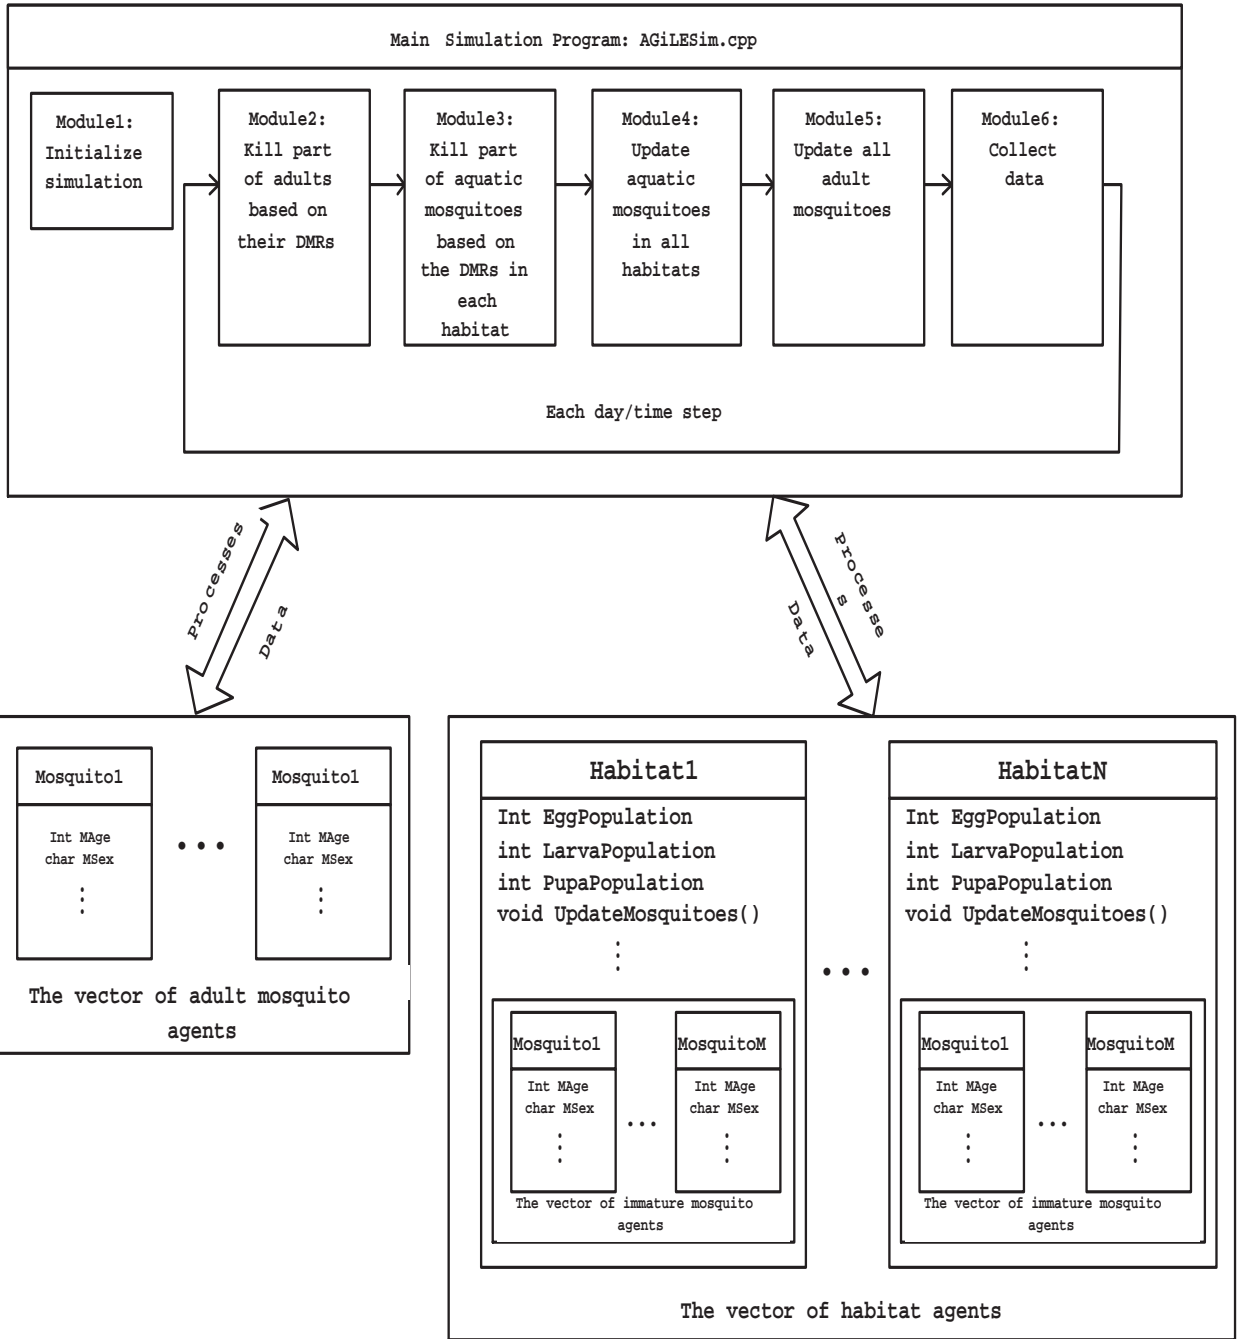 Main Simulation Program: AGiLESim.cpp
Module1:
Initialize
simulation
Module2:
Kill part
of adults
based on
their DMRs
Module3:
Kill part
of aquatic
mosquitoes
based on
the DMRs in
each
habitat
Module4:
Update
aquatic
mosquitoes
in all
habitats
Module5:
Update all
adult
mosquitoes
Module6:
Collect
data
Each day/time step
Processes
Data
Processe
s
Data
Mosquito1
Int MAge
char MSex
Mosquito1
Int MAge
char MSex
The vector of adult mosquito
agents
Habitat1
Int EggPopulation
int LarvaPopulation
int PupaPopulation
void UpdateMosquitoes()
Mosquito1
Int MAge
char MSex
MosquitoM
Int MAge
char MSex
The vector of immature mosquito
agents
HabitatN
Int EggPopulation
int LarvaPopulation
int PupaPopulation
void UpdateMosquitoes()
Mosquito1
Int MAge
char MSex
MosquitoM
Int MAge
char MSex
The vector of immature mosquito
agents
The vector of habitat agents